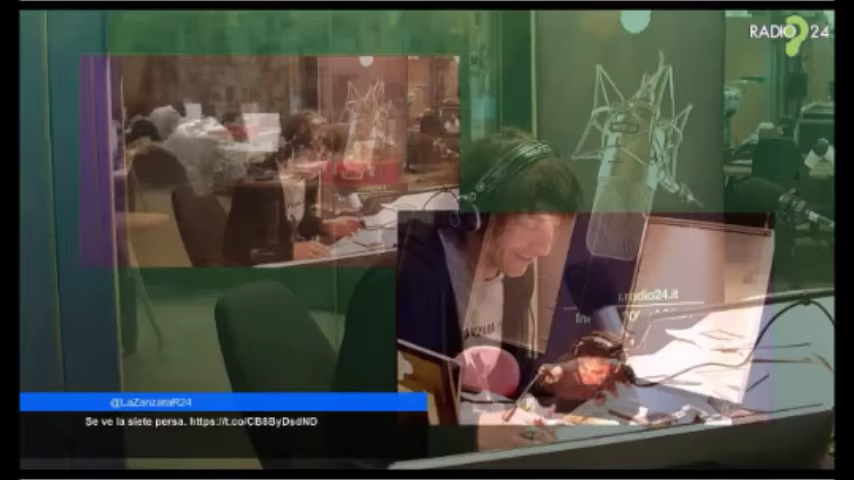 RADIO 24
.radio24.it
@LaZanzaraR24
Se ve la siete persa. https://t.co/CB8ByDsdND